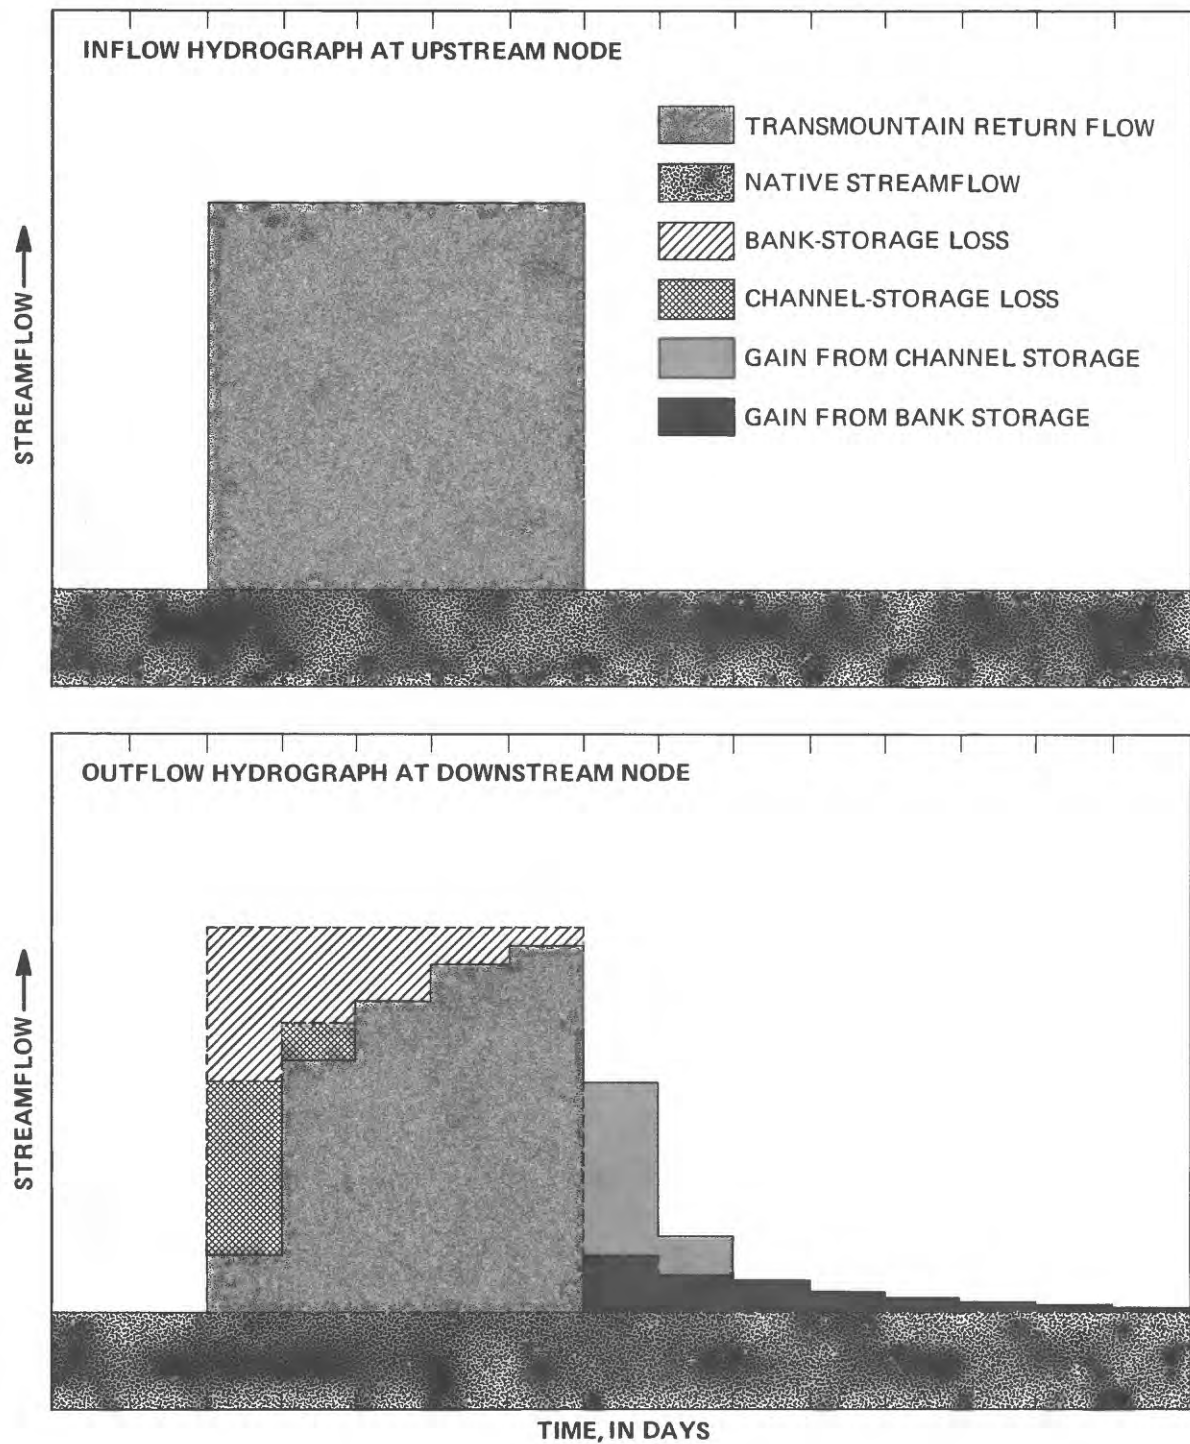 INFLOW HYDROGRAPH AT UPSTREAM NODE
TRANSMOUNTAIN RETURN FLOW
NATIVE STREAMFLOW
BANK-STORAGE LOSS
CHANNEL-STORAGE LOSS
GAIN FROM CHANNEL STORAGE
GAIN FROM BANK STORAGE
STREAMFLOW
OUTFLOW HYDROGRAPH AT DOWNSTREAM NODE
STREAMFLOW
TIME, IN DAYS